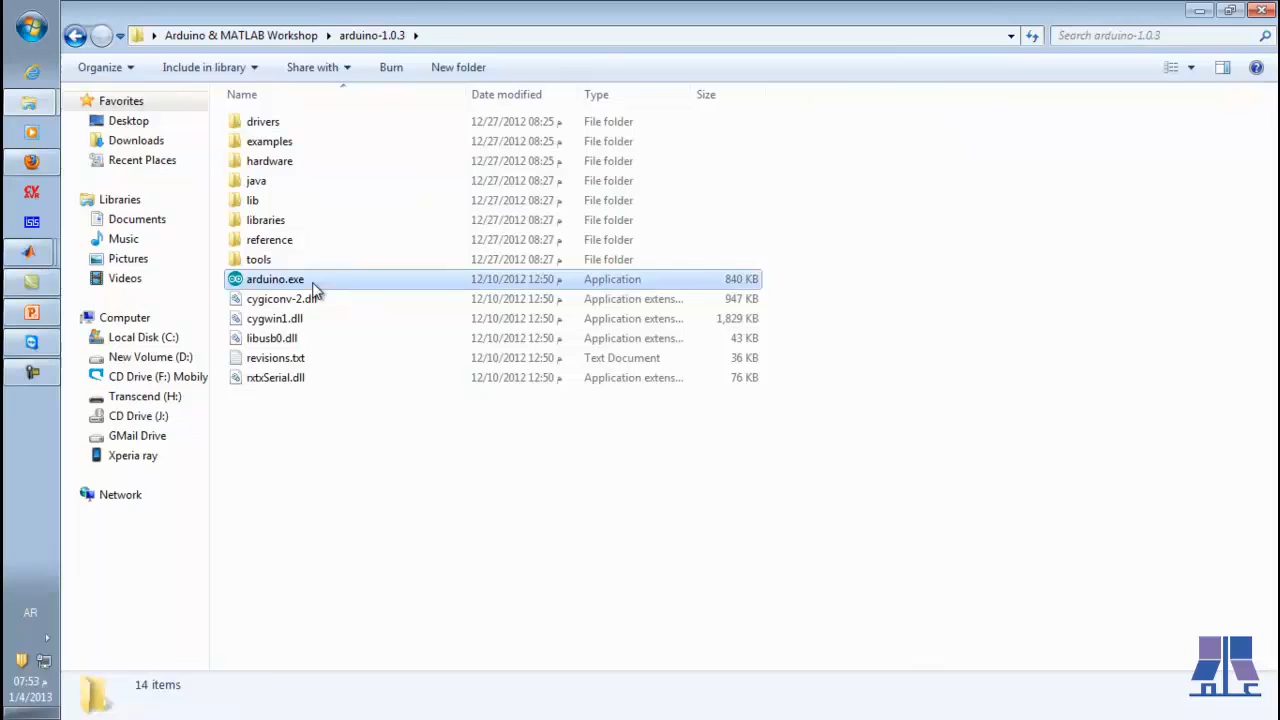 Arduino & MATLAB Workshop
arduino-1.0.3
Search arduino-1.0.3
Organize
Include in library
Share with
Burn
New folder
Name
Date modified
Type
Size
Favorites
Desktop
Downloads
Recent Places
Libraries
Documents
Music
Pictures
Videos
Computer
Local Disk (C:)
New Volume (D:)
CD Drive (F:) Mobily
Transcend (H:)
CD Drive (J:)
GMail Drive
Xperia ray
Network
drivers 12/27/2012 08:25 م File folder
examples 12/27/2012 08:25 م File folder
hardware 12/27/2012 08:25 م File folder
java 12/27/2012 08:27 م File folder
lib 12/27/2012 08:27 م File folder
libraries 12/27/2012 08:27 م File folder
reference 12/27/2012 08:27 م File folder
tools 12/27/2012 08:27 م File folder
arduino.exe 12/10/2012 12:50 م Application 840 KB
cygiconv-2.dll 12/10/2012 12:50 م Application extens... 947 KB
cygwin1.dll 12/10/2012 12:50 م Application extens... 1,829 KB
libusb0.dll 12/10/2012 12:50 م Application extens... 43 KB
revisions.txt 12/10/2012 12:50 م Text Document 36 KB
rxtxSerial.dll 12/10/2012 12:50 م Application extens... 76 KB
14 items
CV
AVR
ISIS
AR
07:53 م
1/4/2013